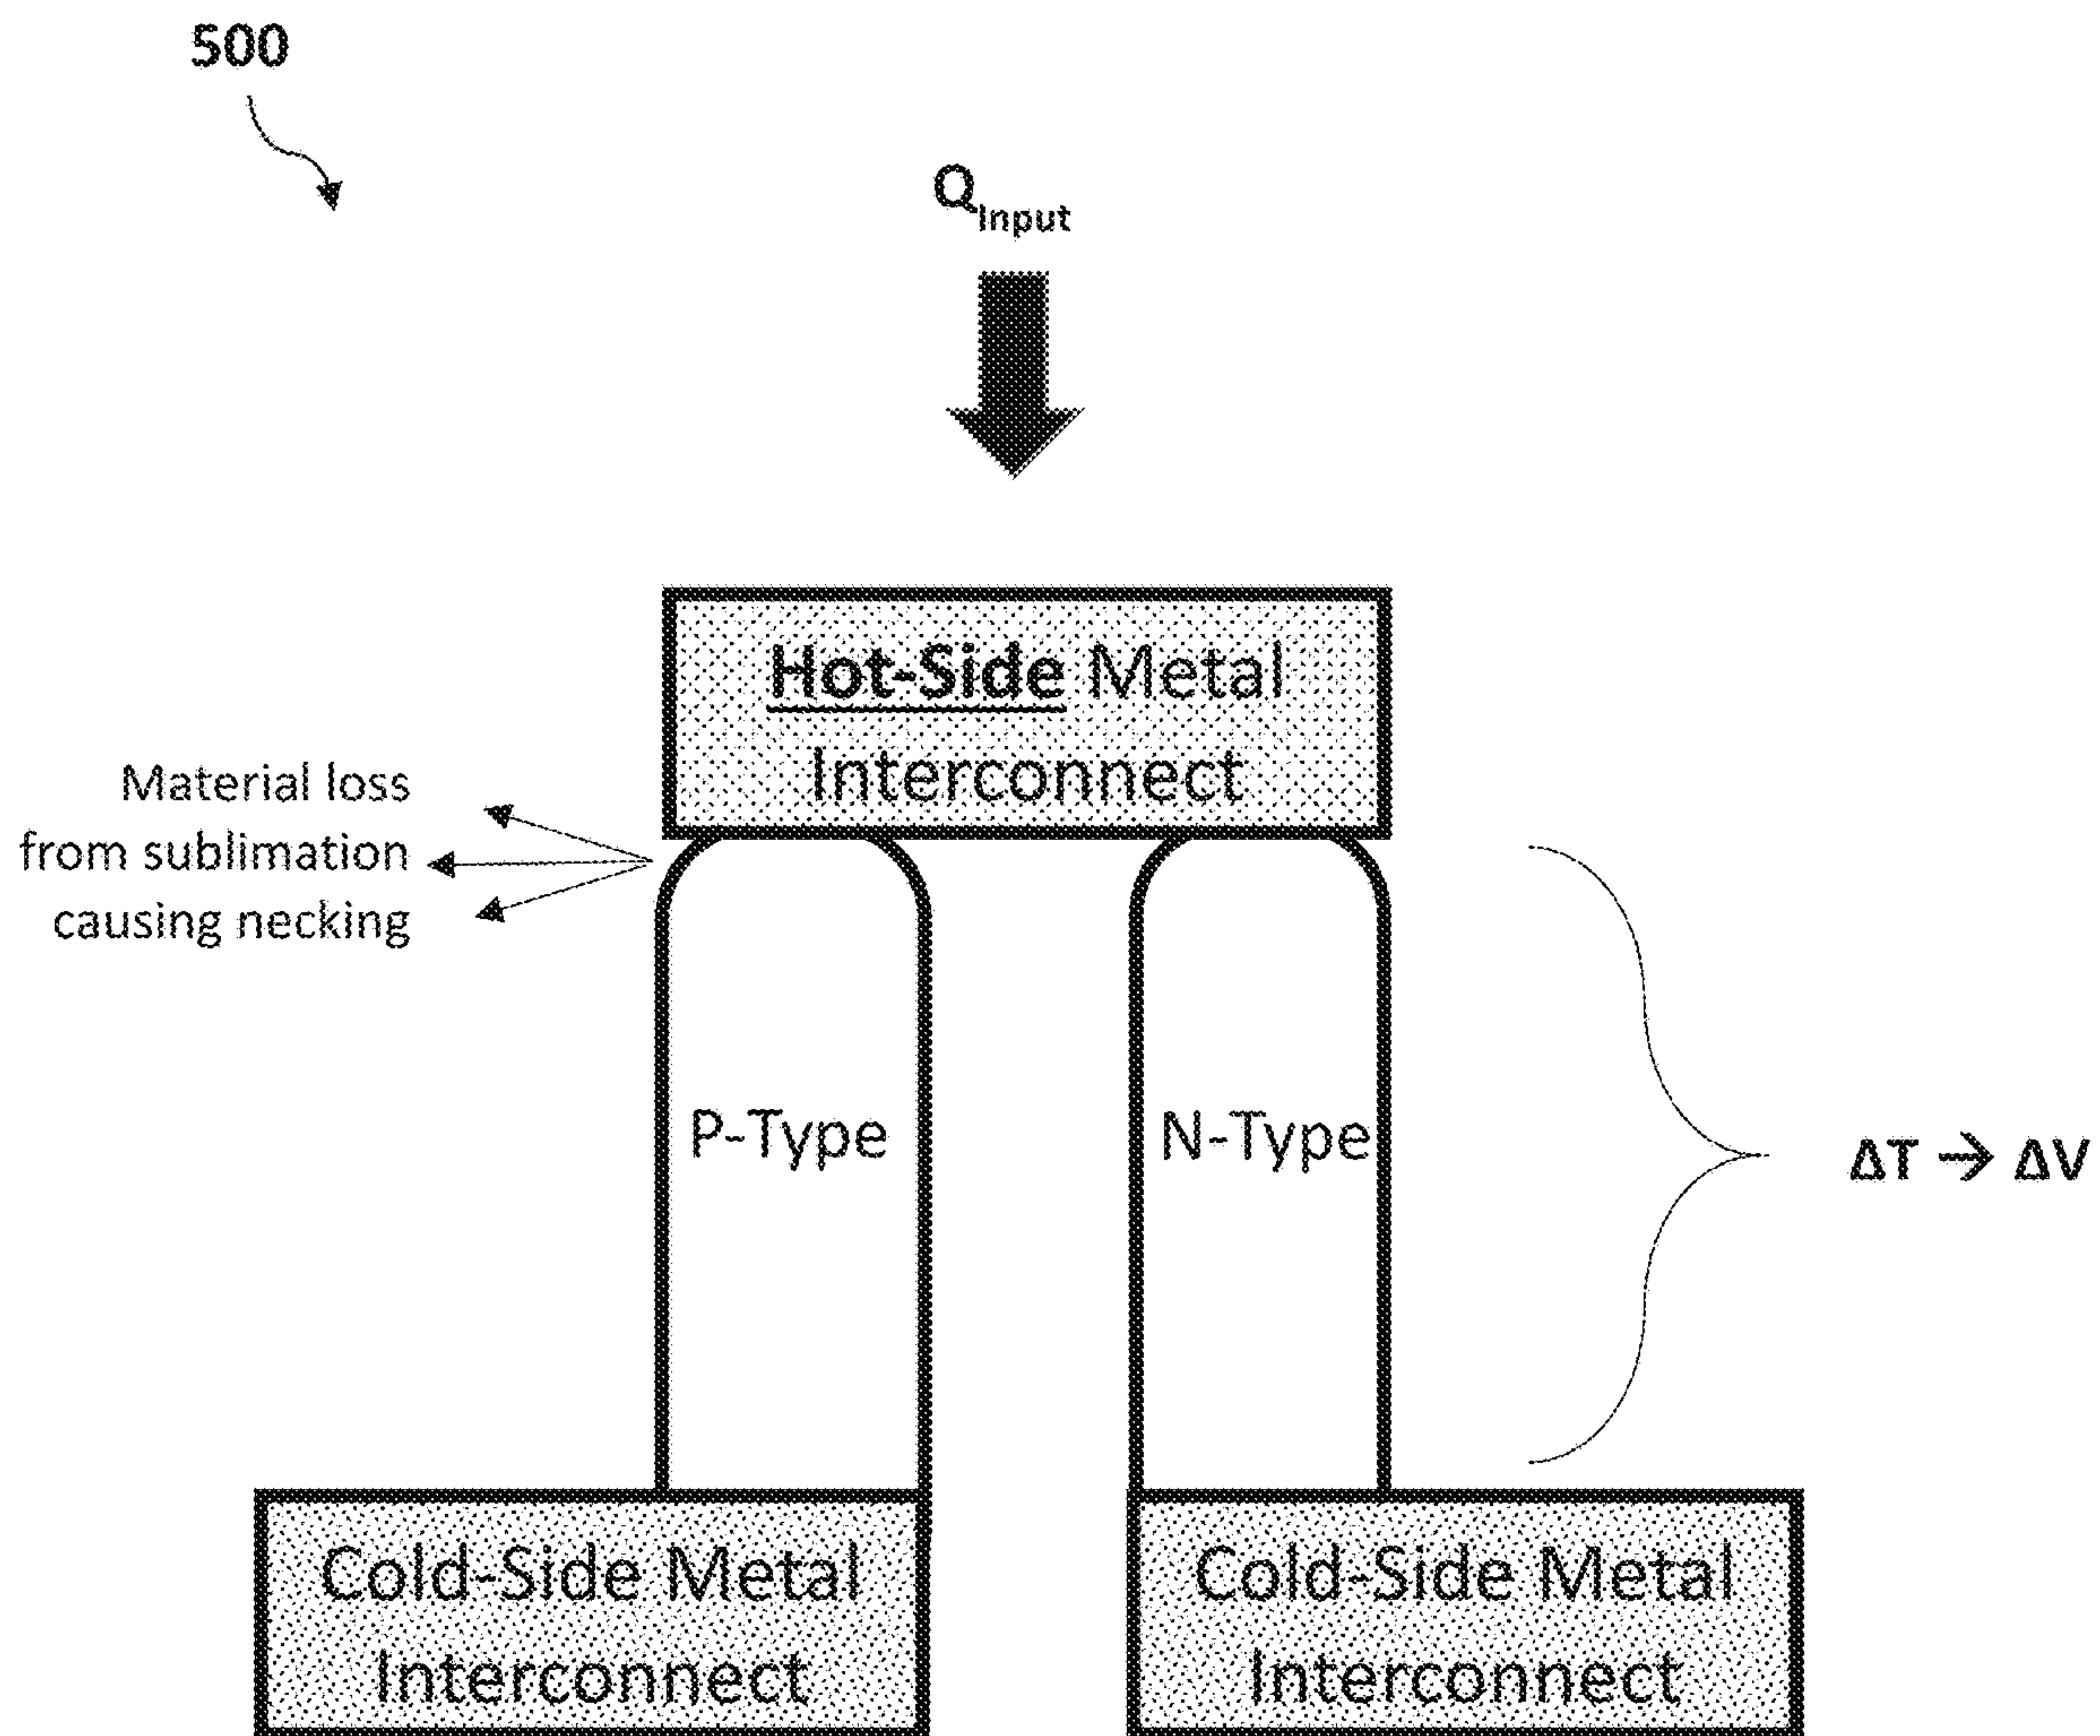 500
QInput
Hot-Side Metal
Interconnect
Material loss
from sublimation
causing necking
P-Type
N-Type
ΔT → ΔV
Cold-Side Metal
Interconnect
Cold-Side Metal
Interconnect